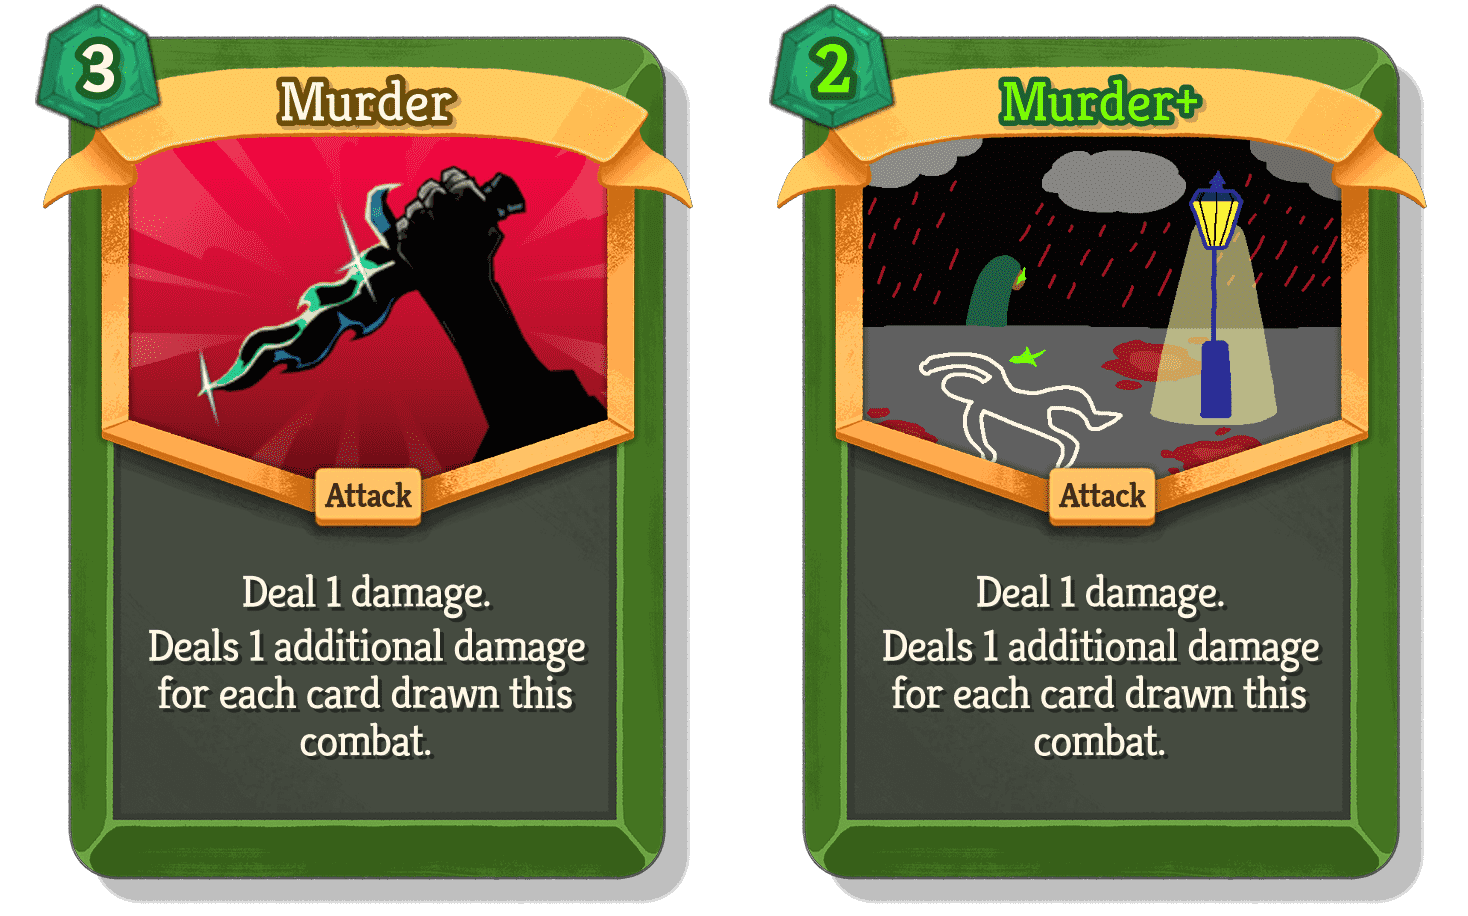 3
Murder
Attack
Deal 1 damage.
Deals 1 additional damage
for each card drawn this
combat.
2
Murder+
Attack
Deal 1 damage.
Deals 1 additional damage
for each card drawn this
combat.